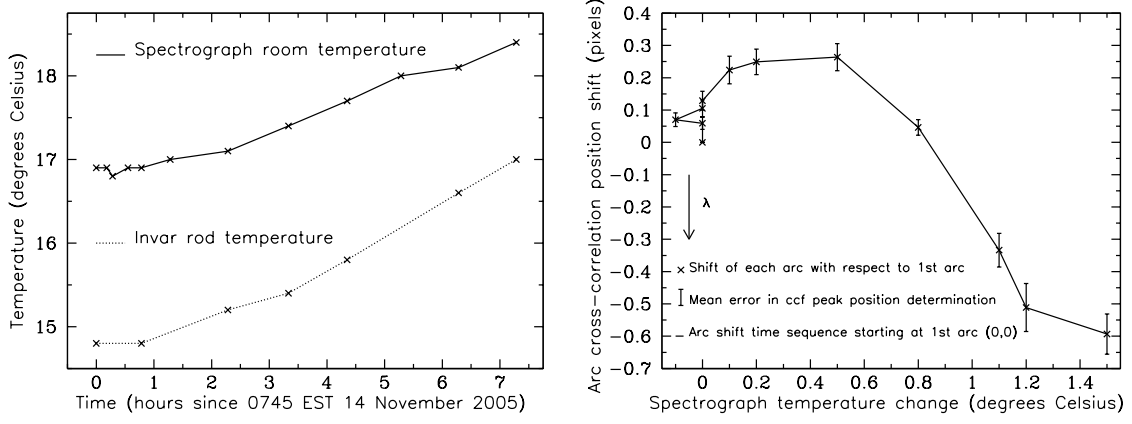 Temperature (degrees Celsius)
18
17
16
15
Spectrograph room temperature
Invar rod temperature
0 1 2 3 4 5 6 7
Time (hours since 0745 EST 14 November 2005)
Arc cross-correlation position shift (pixels)
0.4
0.3
0.2
0.1
0
-0.1
-0.2
-0.3
-0.4
-0.5
-0.6
-0.7
λ
Shift of each arc with respect to 1st arc
Mean error in ccf peak position determination
Arc shift time sequence starting at 1st arc (0,0)
0 0.2 0.4 0.6 0.8 1 1.2 1.4
Spectrograph temperature change (degrees Celsius)